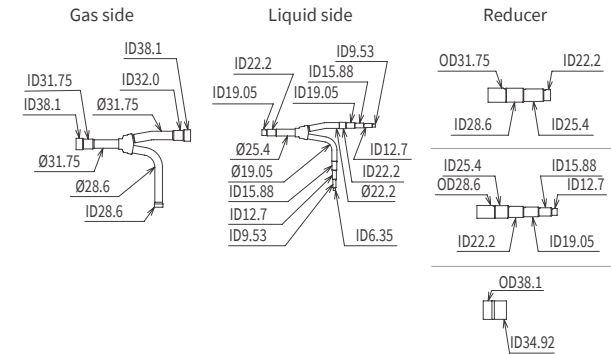 Gas side
ID38.1
ID31.75
ID32.0
ID38.1
Ø31.75
Ø31.75
Ø28.6
ID28.6
Liquid side
ID9.53
ID22.2
ID15.88
ID19.05
ID19.05
Ø25.4
ID12.7
Ø19.05
ID22.2
ID15.88
Ø22.2
ID12.7
ID9.53
ID6.35
Reducer
OD31.75
ID22.2
ID28.6
ID25.4
ID25.4
ID15.88
OD28.6
ID12.7
ID22.2
ID19.05
OD38.1
ID34.92